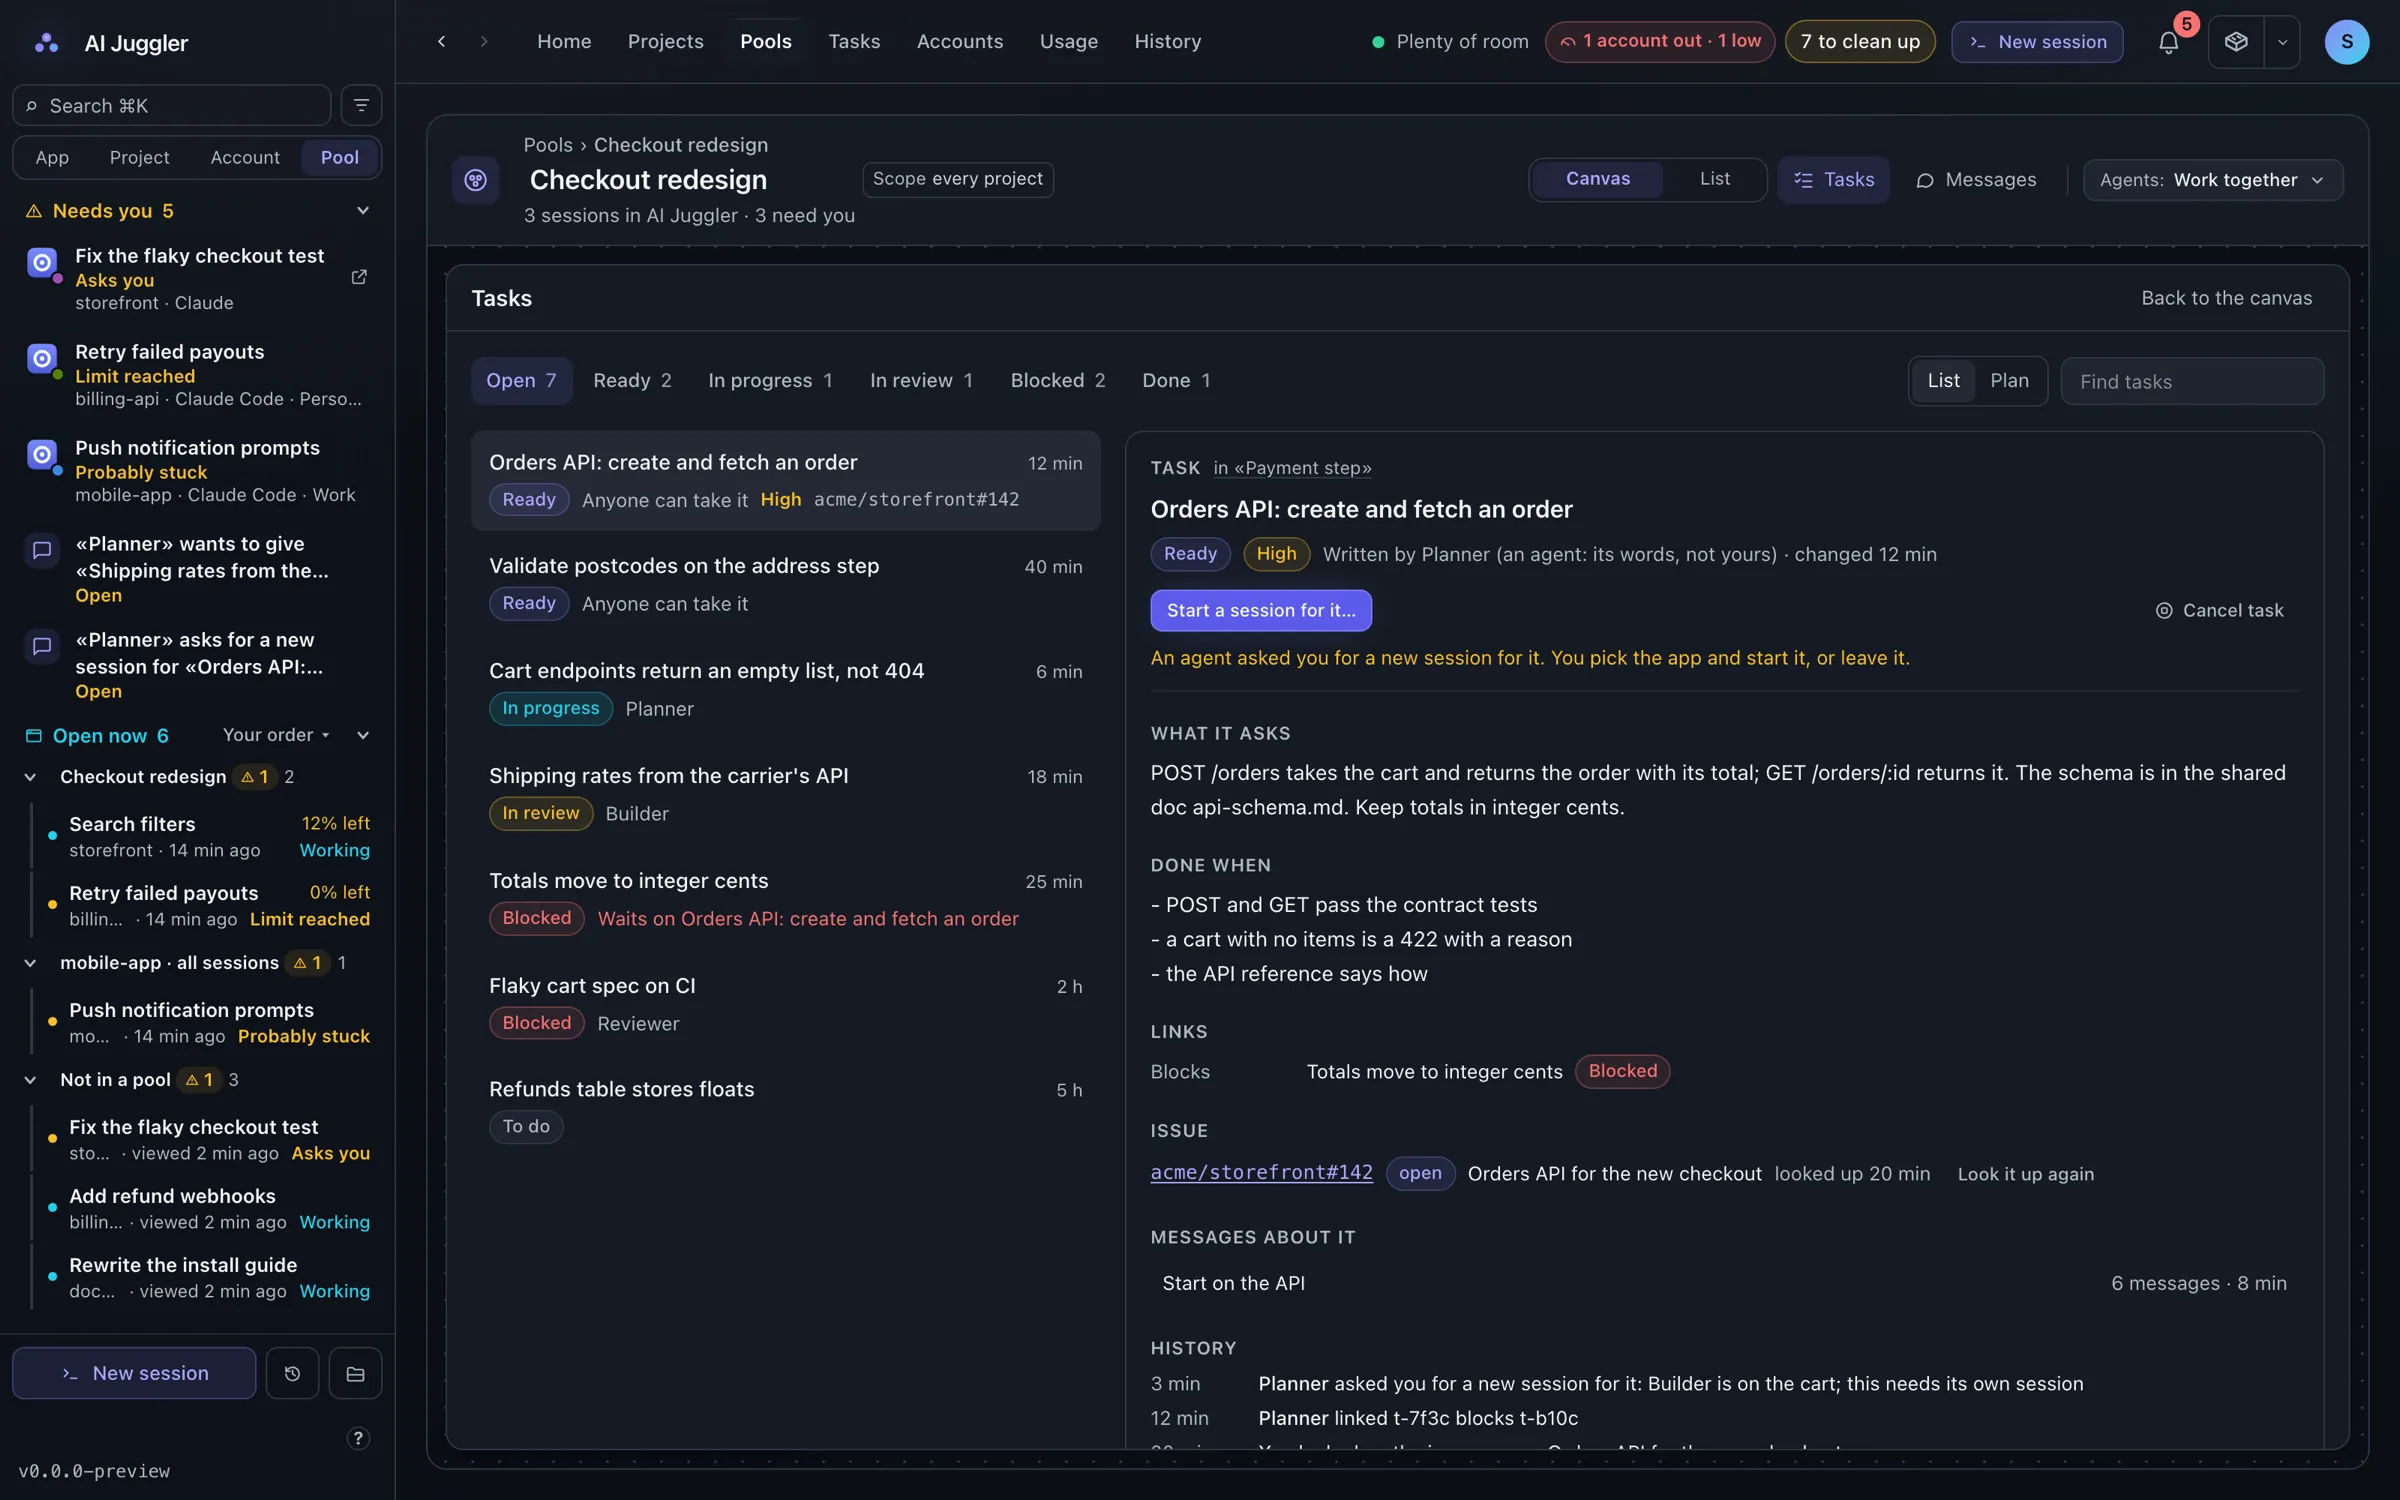 AI Juggler
Search ⌘K
App Project Account Pool
Needs you 5
Fix the flaky checkout test
Asks you
storefront · Claude
Retry failed payouts
Limit reached
billing-api · Claude Code · Perso...
Push notification prompts
Probably stuck
mobile-app · Claude Code · Work
«Planner» wants to give
«Shipping rates from the...
Open
«Planner» asks for a new
session for «Orders API:...
Open
Open now 6 Your order
Checkout redesign 1 2
Search filters 12% left
storefront · 14 min ago Working
Retry failed payouts 0% left
billin... · 14 min ago Limit reached
mobile-app · all sessions 1 1
Push notification prompts
mo... · 14 min ago Probably stuck
Not in a pool 1 3
Fix the flaky checkout test
sto... · viewed 2 min ago Asks you
Add refund webhooks
billin... · viewed 2 min ago Working
Rewrite the install guide
doc... · viewed 2 min ago Working
New session
?
v0.0.0-preview
Home Projects Pools Tasks Accounts Usage History
Plenty of room
1 account out · 1 low
7 to clean up
New session
5
S
Pools › Checkout redesign
Checkout redesign
Scope every project
3 sessions in AI Juggler · 3 need you
Canvas List
Tasks
Messages
Agents: Work together
Tasks
Back to the canvas
Open 7 Ready 2 In progress 1 In review 1 Blocked 2 Done 1
List Plan
Find tasks
Orders API: create and fetch an order 12 min
Ready Anyone can take it High acme/storefront#142
Validate postcodes on the address step 40 min
Ready Anyone can take it
Cart endpoints return an empty list, not 404 6 min
In progress Planner
Shipping rates from the carrier's API 18 min
In review Builder
Totals move to integer cents 25 min
Blocked Waits on Orders API: create and fetch an order
Flaky cart spec on CI 2 h
Blocked Reviewer
Refunds table stores floats 5 h
To do
TASK in «Payment step»
Orders API: create and fetch an order
Ready High Written by Planner (an agent: its words, not yours) · changed 12 min
Start a session for it...
Cancel task
An agent asked you for a new session for it. You pick the app and start it, or leave it.
WHAT IT ASKS
POST /orders takes the cart and returns the order with its total; GET /orders/:id returns it. The schema is in the shared
doc api-schema.md. Keep totals in integer cents.
DONE WHEN
- POST and GET pass the contract tests
- a cart with no items is a 422 with a reason
- the API reference says how
LINKS
Blocks Totals move to integer cents Blocked
ISSUE
acme/storefront#142 open Orders API for the new checkout looked up 20 min Look it up again
MESSAGES ABOUT IT
Start on the API 6 messages · 8 min
HISTORY
3 min Planner asked you for a new session for it: Builder is on the cart; this needs its own session
12 min Planner linked t-7f3c blocks t-b10c